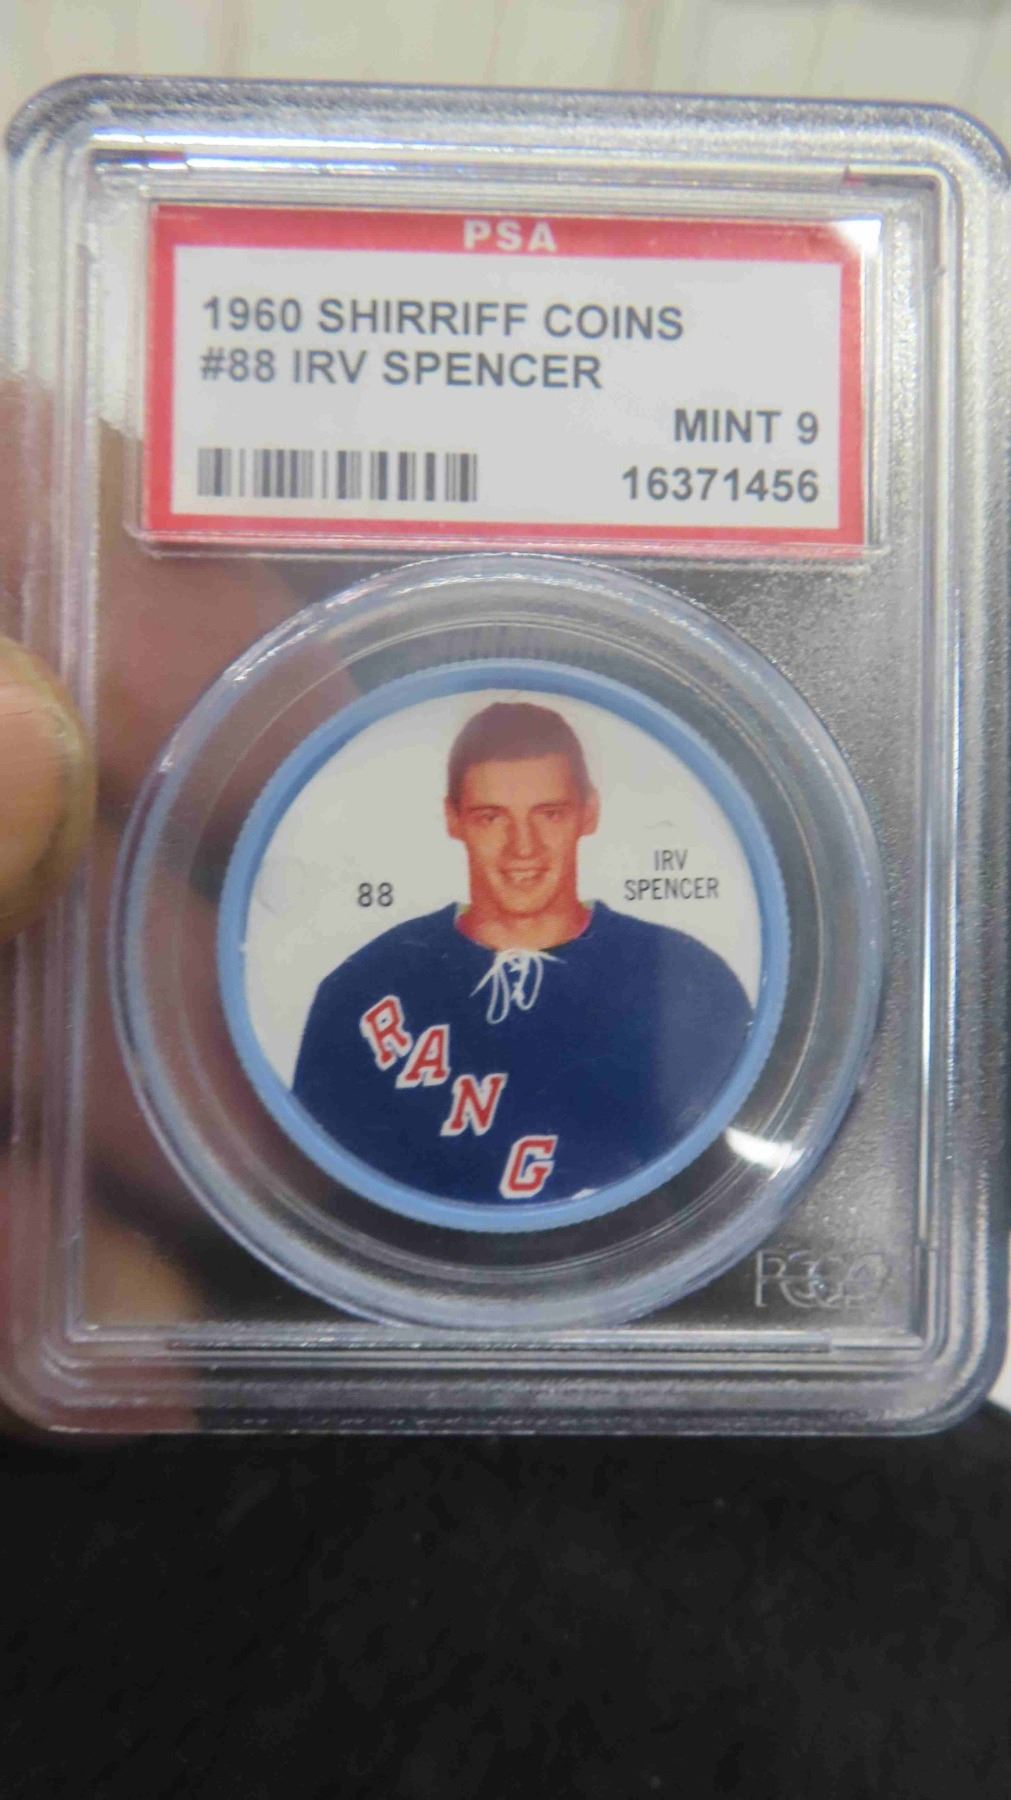 PSA
1960 SHIRRIFF COINS
#88 IRV SPENCER
MINT 9
16371456
88
IRV
SPENCER
RANG